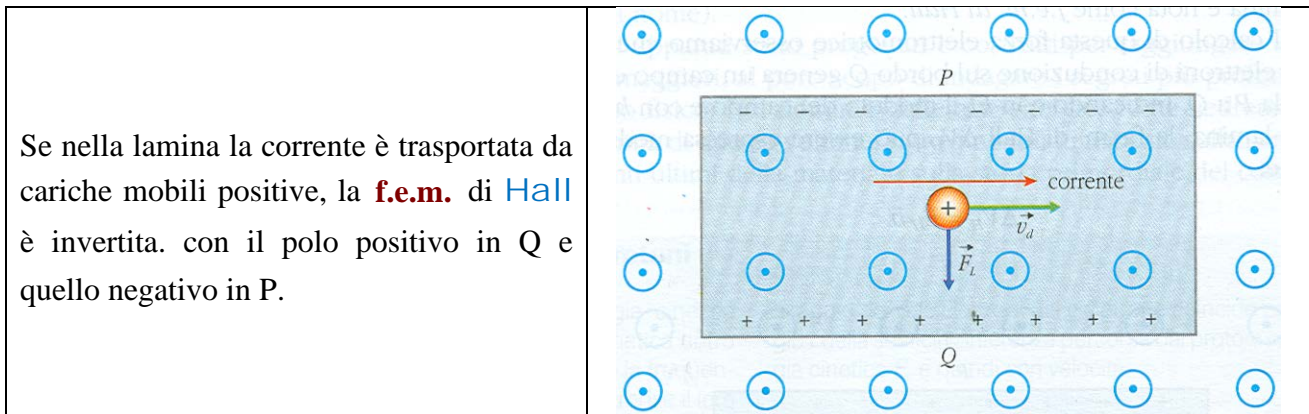 Se nella lamina la corrente è trasportata da
cariche mobili positive, la f.e.m. di Hall
è invertita. con il polo positivo in Q e
quello negativo in P.
P
− − − − − − − −
corrente
+
v_d
F_L
+ + + + + + + +
Q